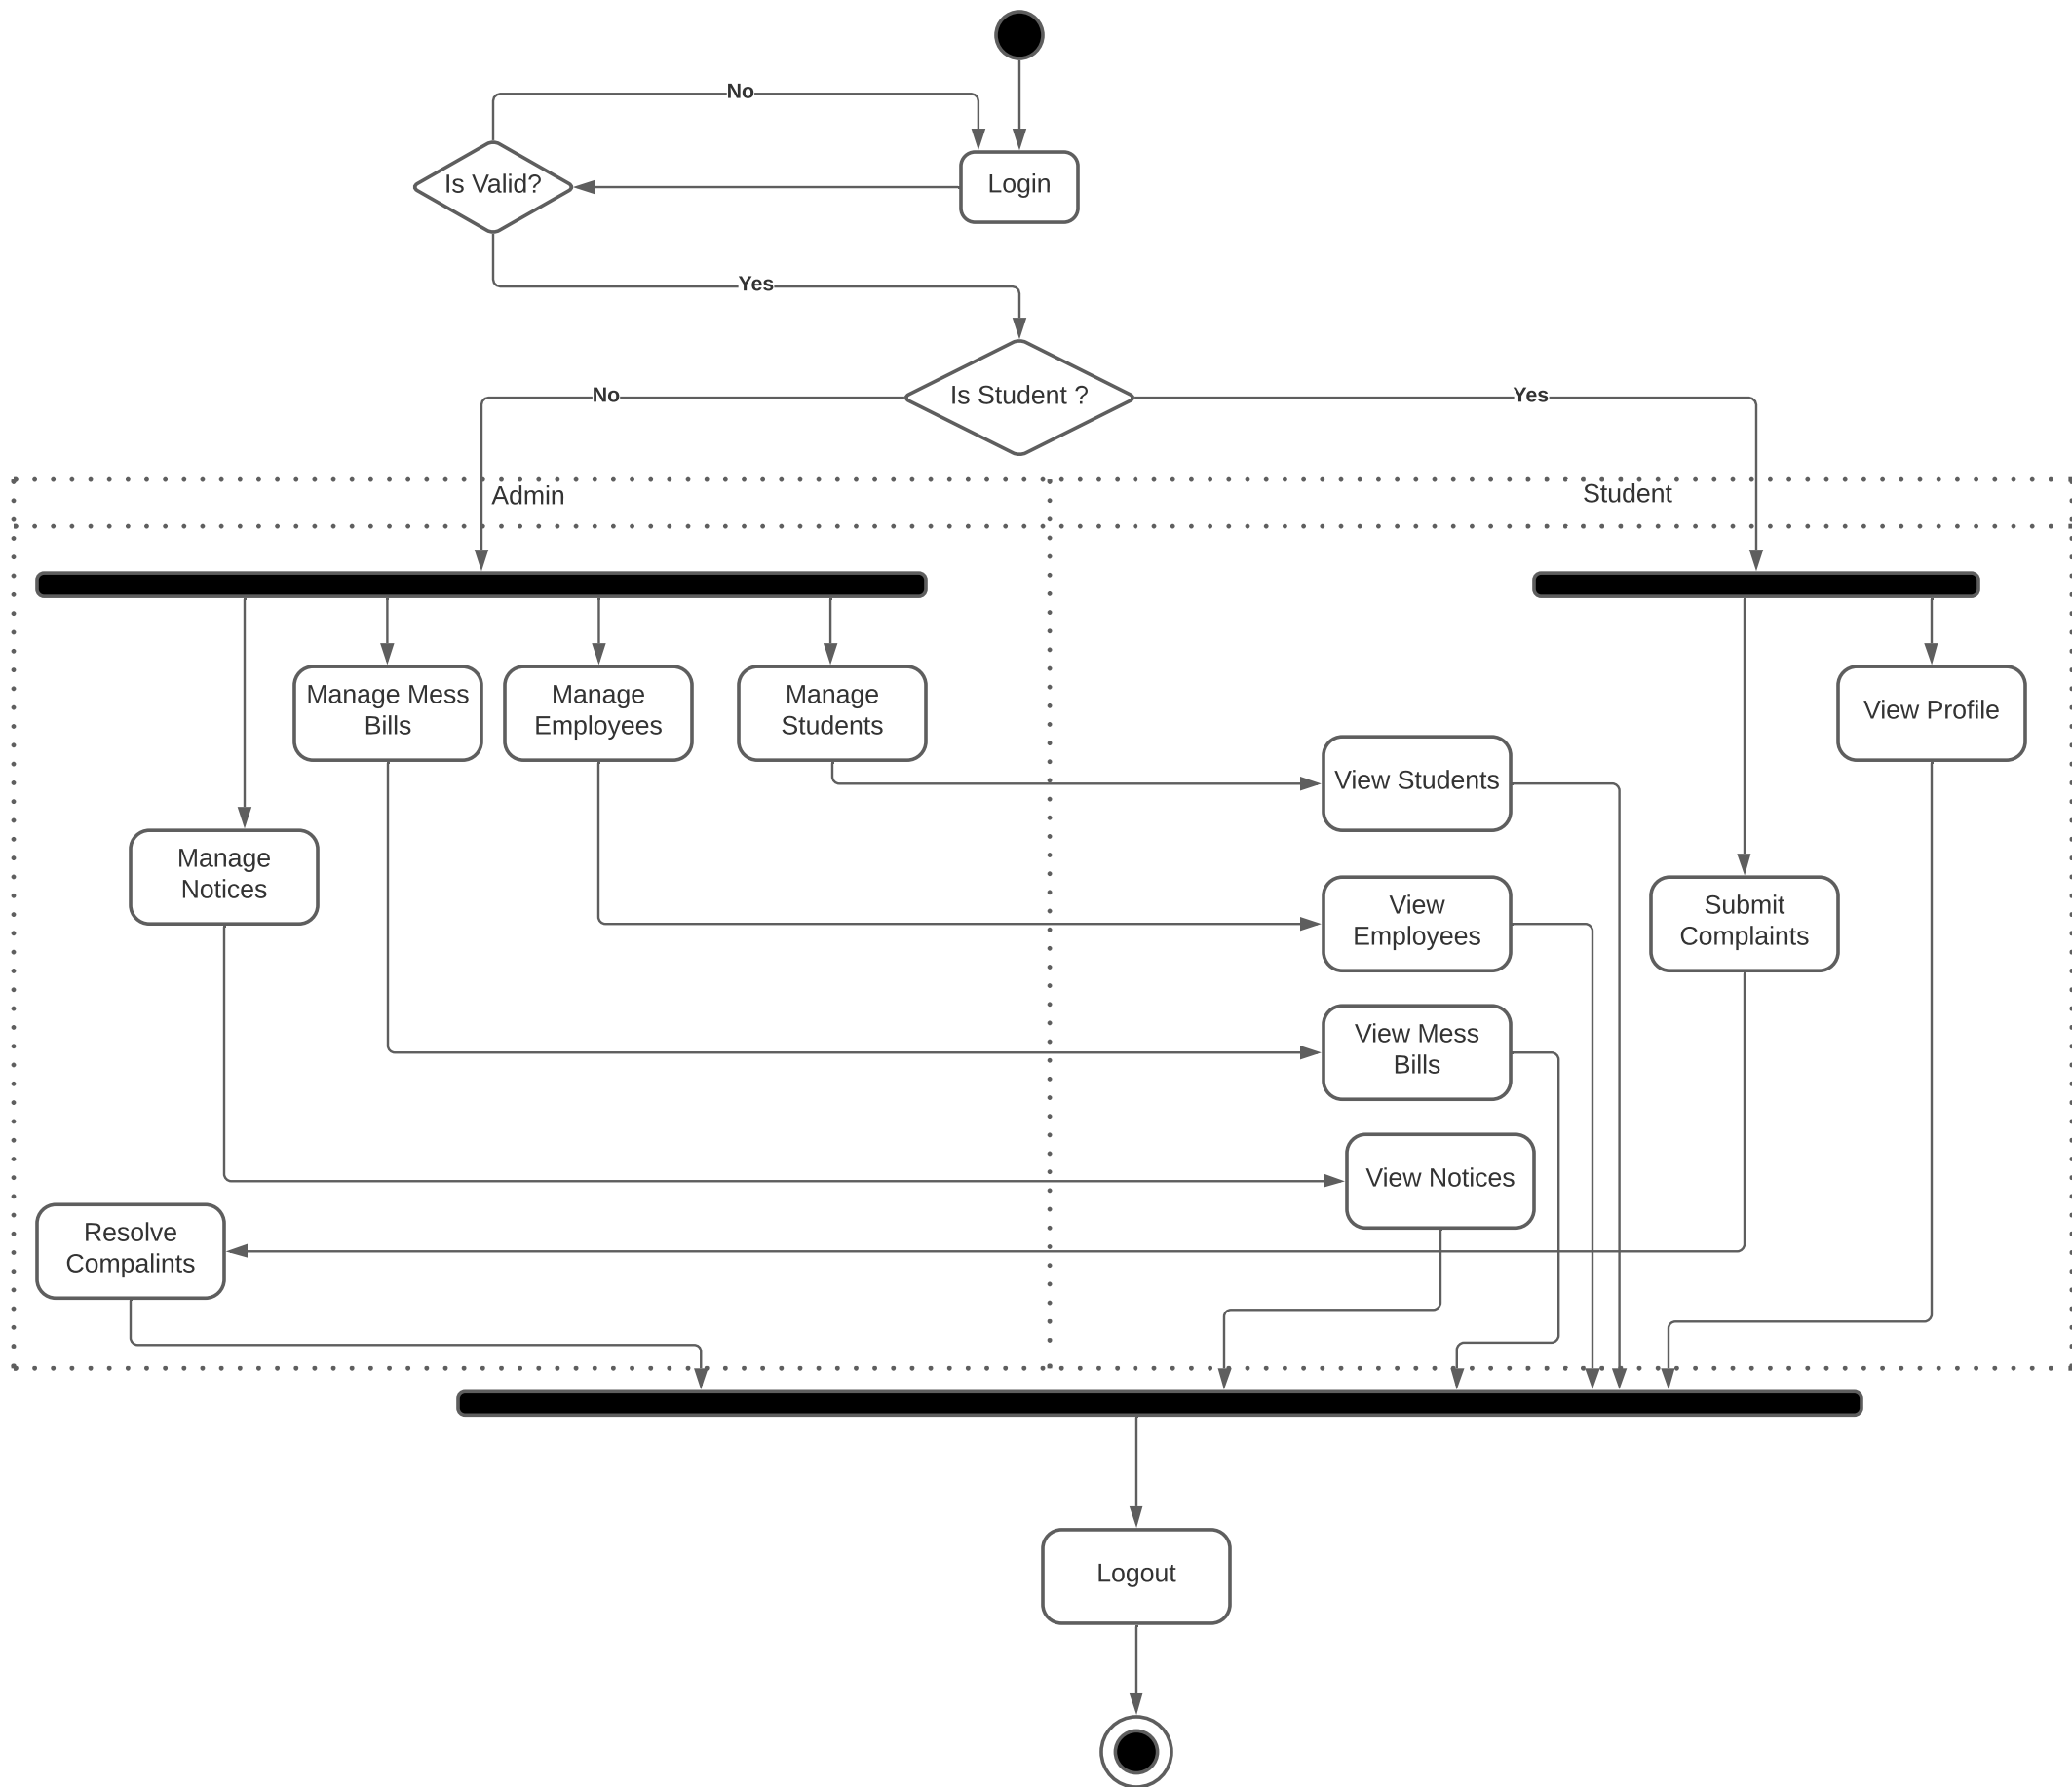 No
Is Valid?
Login
Yes
Is Student ?
No
Yes
Admin
Student
Manage Mess
Bills
Manage
Employees
Manage
Students
View Profile
View Students
Manage
Notices
View
Employees
Submit
Complaints
View Mess
Bills
View Notices
Resolve
Compalints
Logout